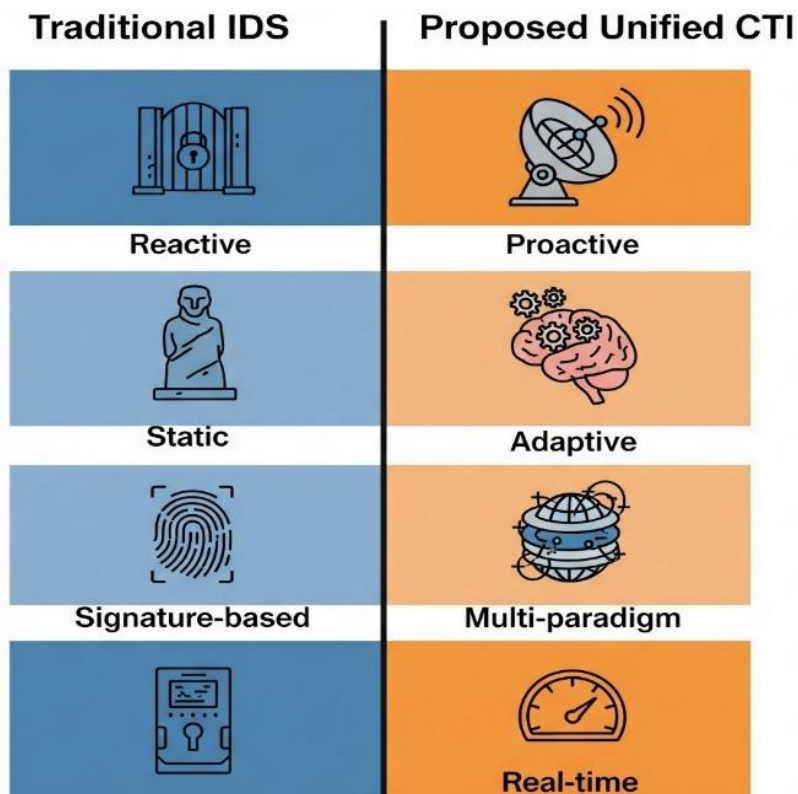 Traditional IDS Proposed Unified CTI
Reactive Proactive
Static Adaptive
Signature-based Multi-paradigm
Real-time